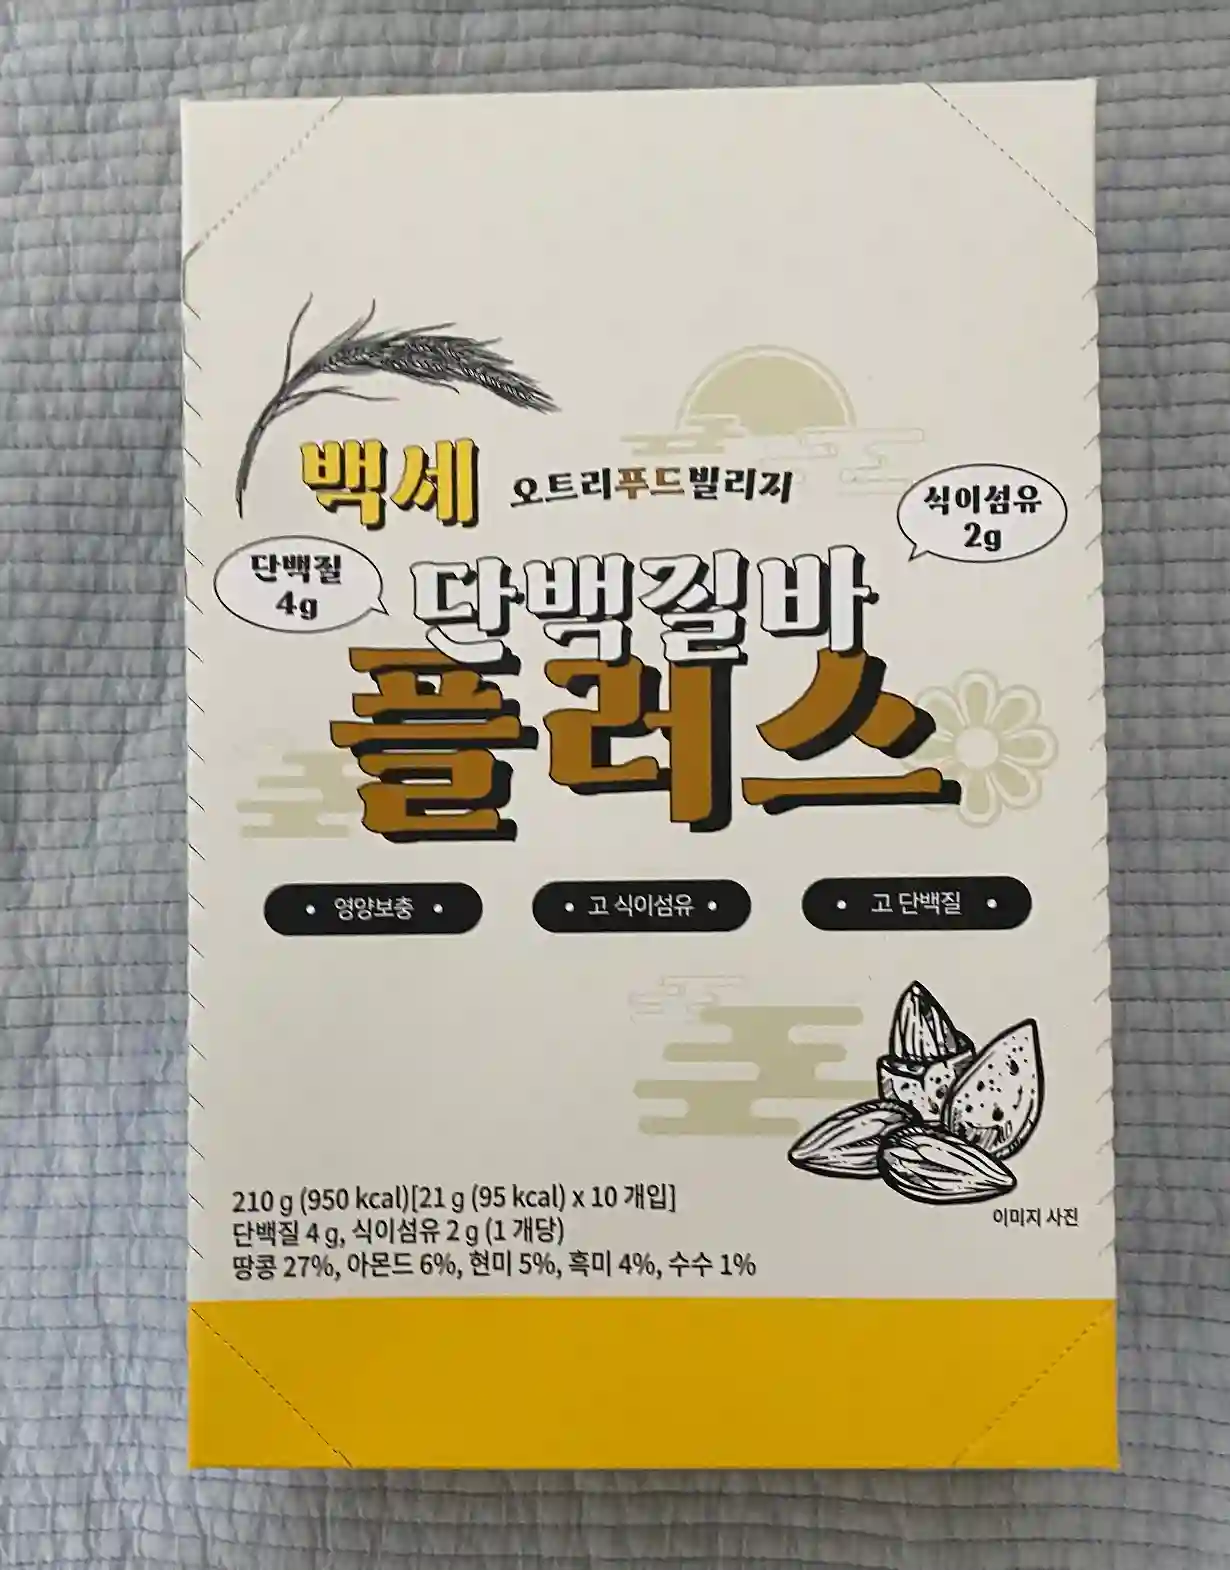 백세 오트리푸드빌리지
식이섬유
2g
단백질
4g
단백질바
플러스
• 영양보충 •
• 고 식이섬유 •
• 고 단백질 •
이미지 사진
210 g (950 kcal)[21 g (95 kcal) x 10 개입]
단백질 4 g, 식이섬유 2 g (1 개당)
땅콩 27%, 아몬드 6%, 현미 5%, 흑미 4%, 수수 1%